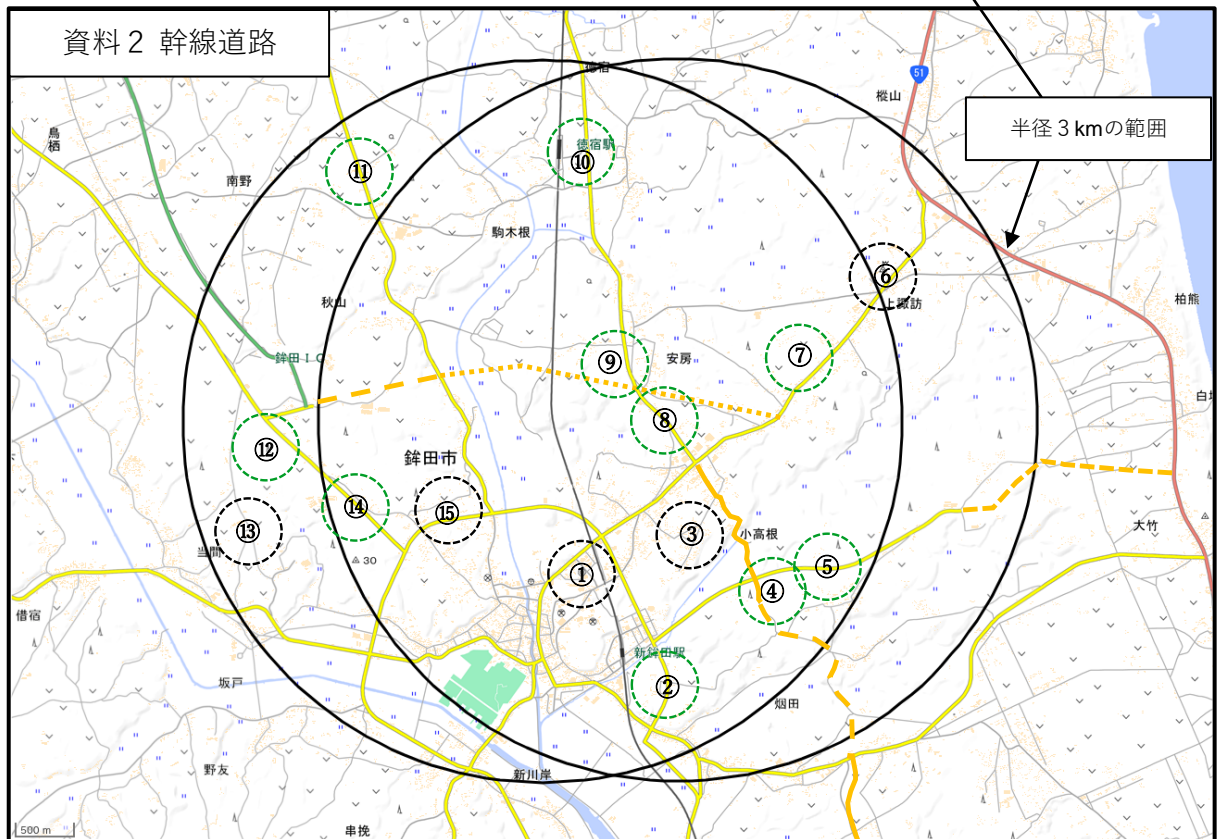 資料２ 幹線道路
半径３kmの範囲
徳宿
51
樅山
鳥栖
南野
⑪
徳宿駅
⑩
駒木根
⑥
上諏訪
柏熊
秋山
鉾田ＩＣ
⑨
安房
⑦
⑧
⑫
鉾田市
⑭
⑮
⑬
当間
30
③
小高根
大竹
①
⑤
④
借宿
新鉾田駅
②
坂戸
烟田
野友
新川岸
串挽
500 m